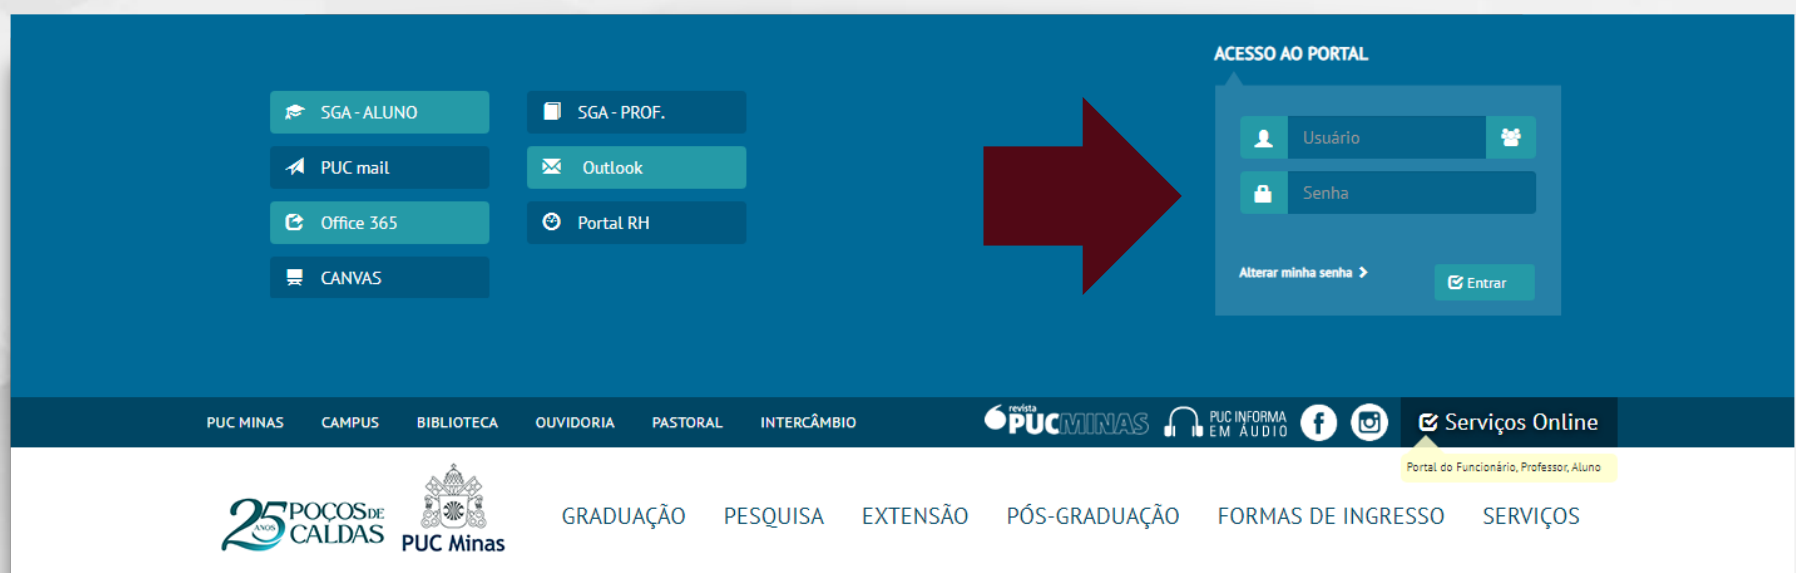 ACESSO AO PORTAL
SGA - ALUNO
SGA - PROF.
PUC mail
Outlook
Office 365
Portal RH
CANVAS
Usuário
Senha
Alterar minha senha
Entrar
PUC MINAS CAMPUS BIBLIOTECA OUVIDORIA PASTORAL INTERCÂMBIO
revista
PUCMINAS
PUC INFORMA
EM ÁUDIO
Serviços Online
Portal do Funcionário, Professor, Aluno
25 ANOS
POÇOS DE
CALDAS
PUC Minas
GRADUAÇÃO PESQUISA EXTENSÃO PÓS-GRADUAÇÃO FORMAS DE INGRESSO SERVIÇOS